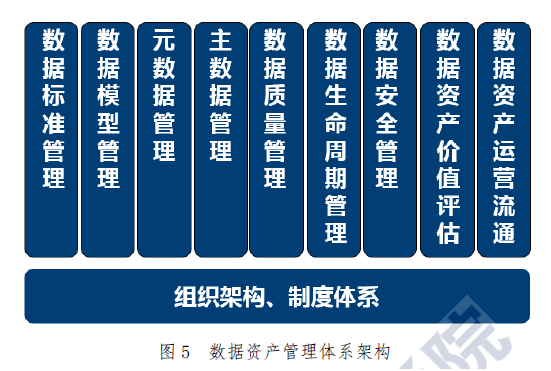 数据标准管理
数据模型管理
元数据管理
主数据管理
数据质量管理
数据生命周期管理
数据安全管理
数据资产价值评估
数据资产运营流通
组织架构、制度体系
图 5 数据资产管理体系架构
院